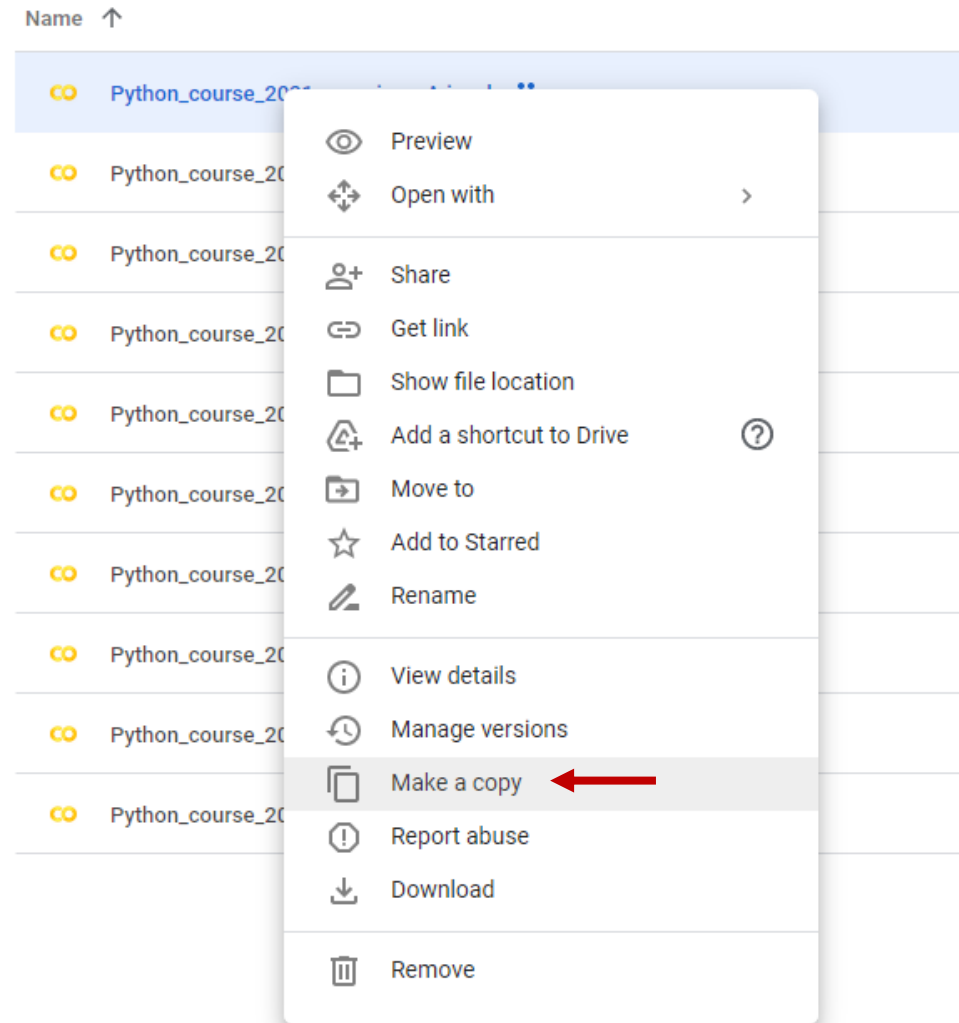 Name
Python_course_20
Preview
Python_course_20
Open with
Python_course_20
Share
Python_course_20
Get link
Show file location
Python_course_20
Add a shortcut to Drive
Python_course_20
Move to
Add to Starred
Python_course_20
Rename
Python_course_20
View details
Python_course_20
Manage versions
Make a copy
Python_course_20
Report abuse
Download
Remove